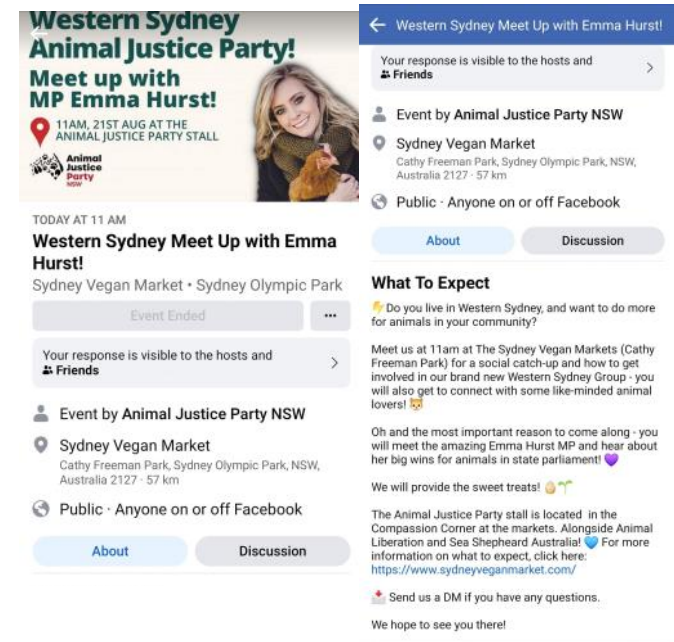 Western Sydney
Animal Justice Party!
Meet up with
MP Emma Hurst!
11AM, 21ST AUG AT THE
ANIMAL JUSTICE PARTY STALL
Animal
Justice
Party
NSW
TODAY AT 11 AM
Western Sydney Meet Up with Emma
Hurst!
Sydney Vegan Market • Sydney Olympic Park
Event Ended
Your response is visible to the hosts and
Friends
Event by Animal Justice Party NSW
Sydney Vegan Market
Cathy Freeman Park, Sydney Olympic Park, NSW,
Australia 2127 · 57 km
Public · Anyone on or off Facebook
About
Discussion
Western Sydney Meet Up with Emma Hurst!
Your response is visible to the hosts and
Friends
Event by Animal Justice Party NSW
Sydney Vegan Market
Cathy Freeman Park, Sydney Olympic Park, NSW,
Australia 2127 · 57 km
Public · Anyone on or off Facebook
About
Discussion
What To Expect
Do you live in Western Sydney, and want to do more
for animals in your community?
Meet us at 11am at The Sydney Vegan Markets (Cathy
Freeman Park) for a social catch-up and how to get
involved in our brand new Western Sydney Group - you
will also get to connect with some like-minded animal
lovers! 🐯
Oh and the most important reason to come along - you
will meet the amazing Emma Hurst MP and hear about
her big wins for animals in state parliament! 💜
We will provide the sweet treats! 🥚🌱
The Animal Justice Party stall is located in the
Compassion Corner at the markets. Alongside Animal
Liberation and Sea Shepheard Australia! 💙 For more
information on what to expect, click here:
https://www.sydneyveganmarket.com/
📩 Send us a DM if you have any questions.
We hope to see you there!